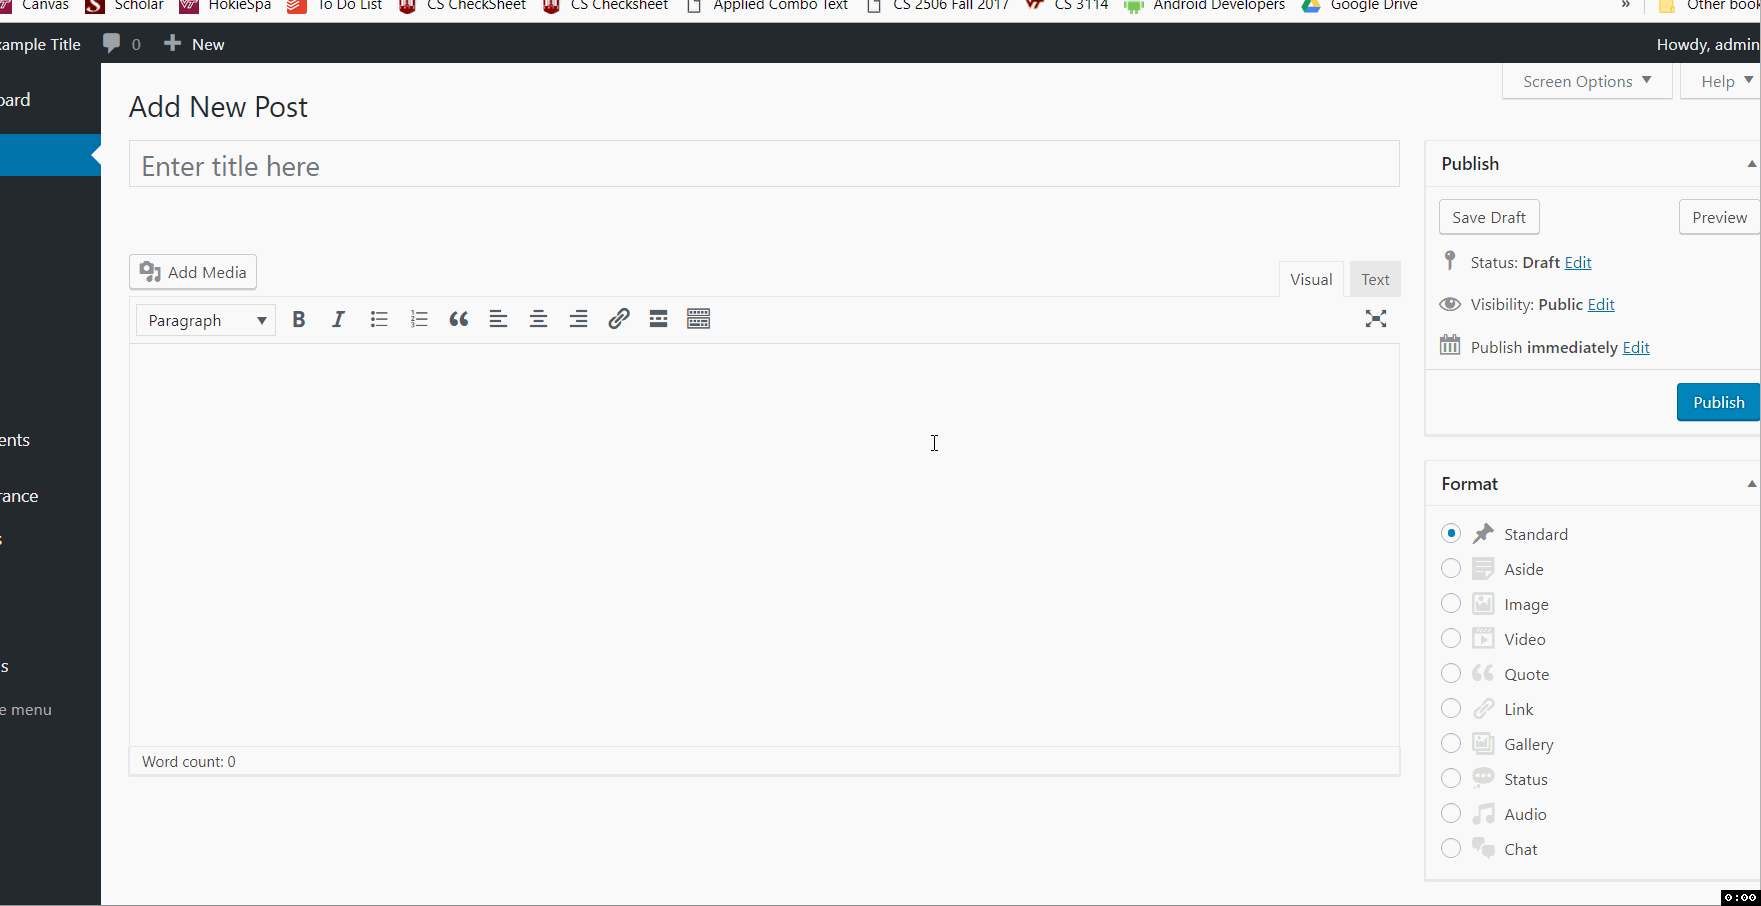 Canvas Scholar HokieSpa To Do List CS CheckSheet CS Checksheet Applied Combo Text CS 2506 Fall 2017 CS 3114 Android Developers Google Drive » Other book
ample Title 0 New Howdy, admin
Screen Options Help
oard
Add New Post
Enter title here
Add Media
Visual Text
Paragraph B I
Word count: 0
ents
rance
s
s
e menu
Publish
Save Draft Preview
Status: Draft Edit
Visibility: Public Edit
Publish immediately Edit
Publish
Format
Standard
Aside
Image
Video
Quote
Link
Gallery
Status
Audio
Chat
0:00